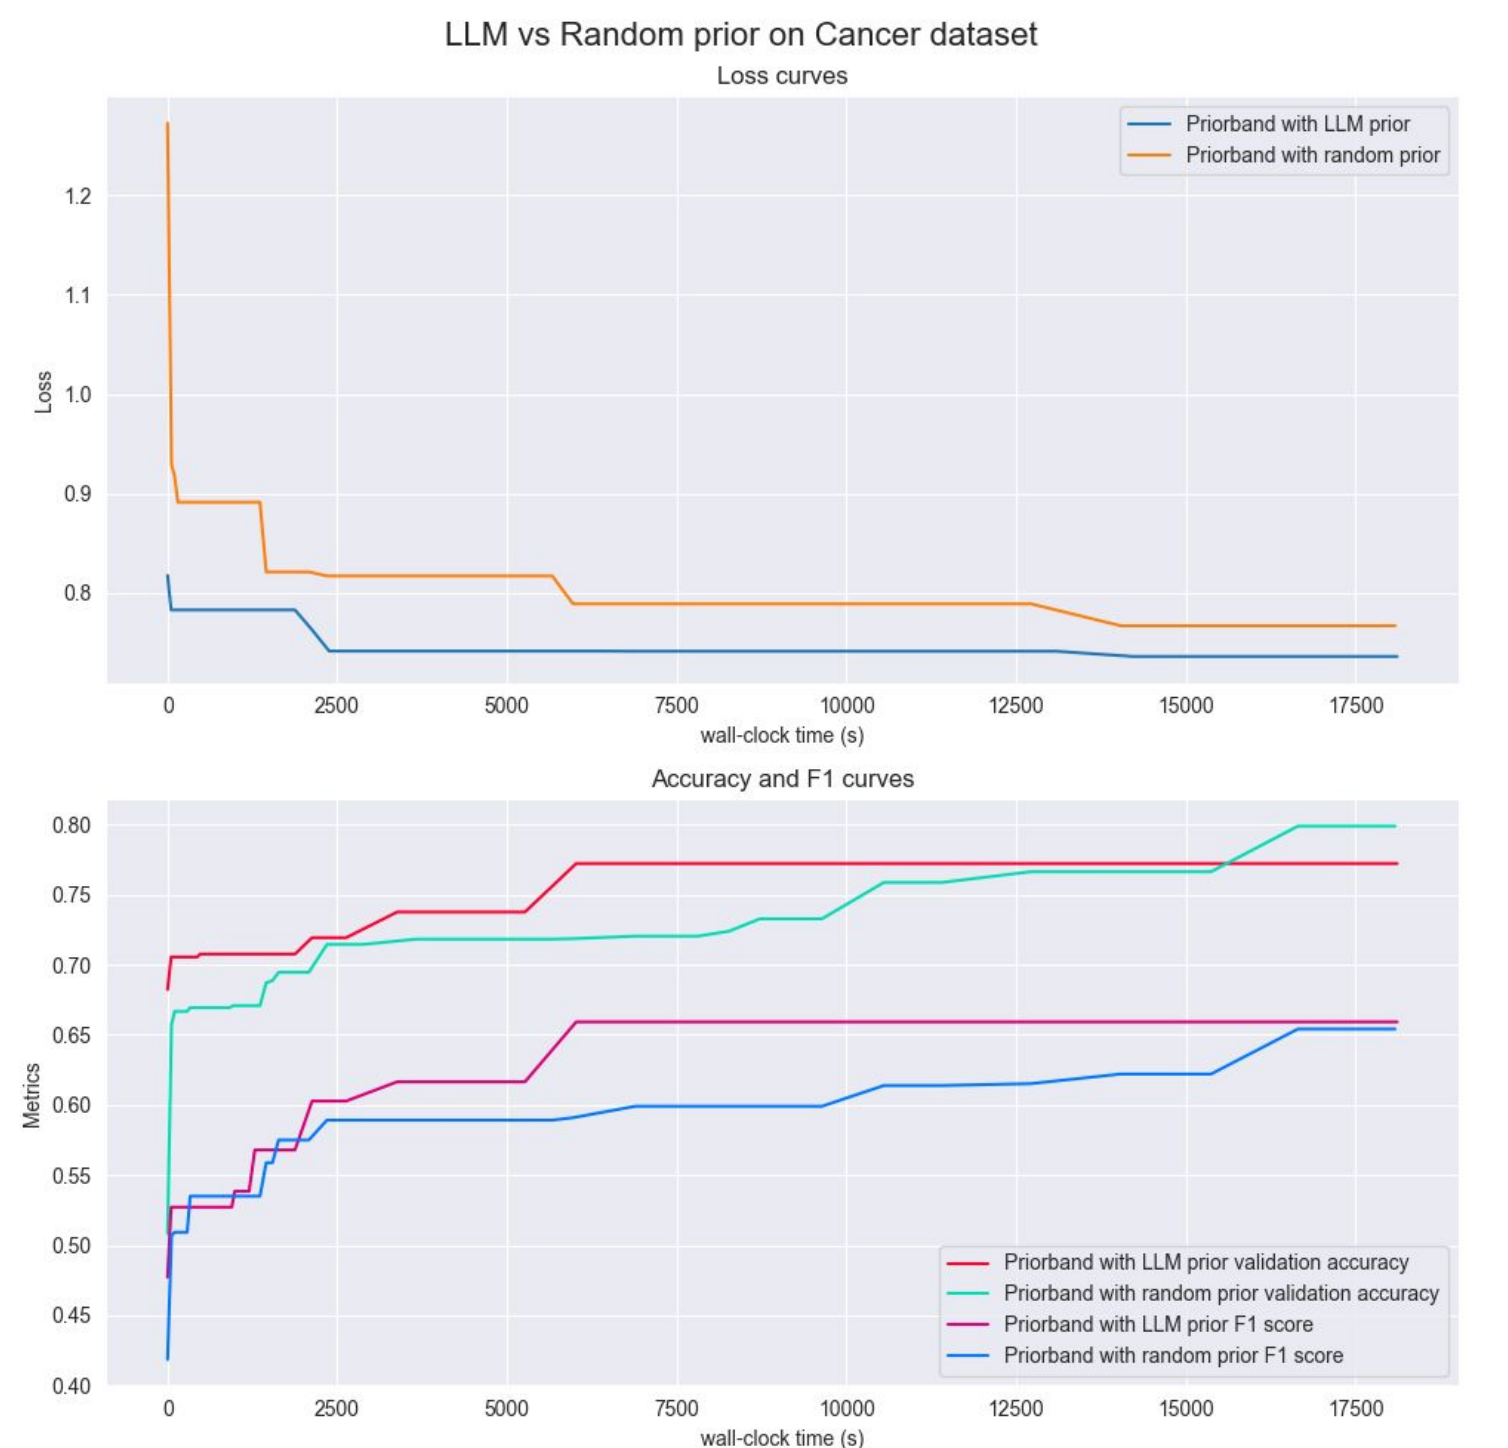 LLM vs Random prior on Cancer dataset
Loss curves
Priorband with LLM prior
Priorband with random prior
1.2
1.1
1.0
0.9
0.8
Loss
0 2500 5000 7500 10000 12500 15000 17500
wall-clock time (s)
Accuracy and F1 curves
0.80
0.75
0.70
0.65
0.60
0.55
0.50
0.45
0.40
Metrics
Priorband with LLM prior validation accuracy
Priorband with random prior validation accuracy
Priorband with LLM prior F1 score
Priorband with random prior F1 score
0 2500 5000 7500 10000 12500 15000 17500
wall-clock time (s)